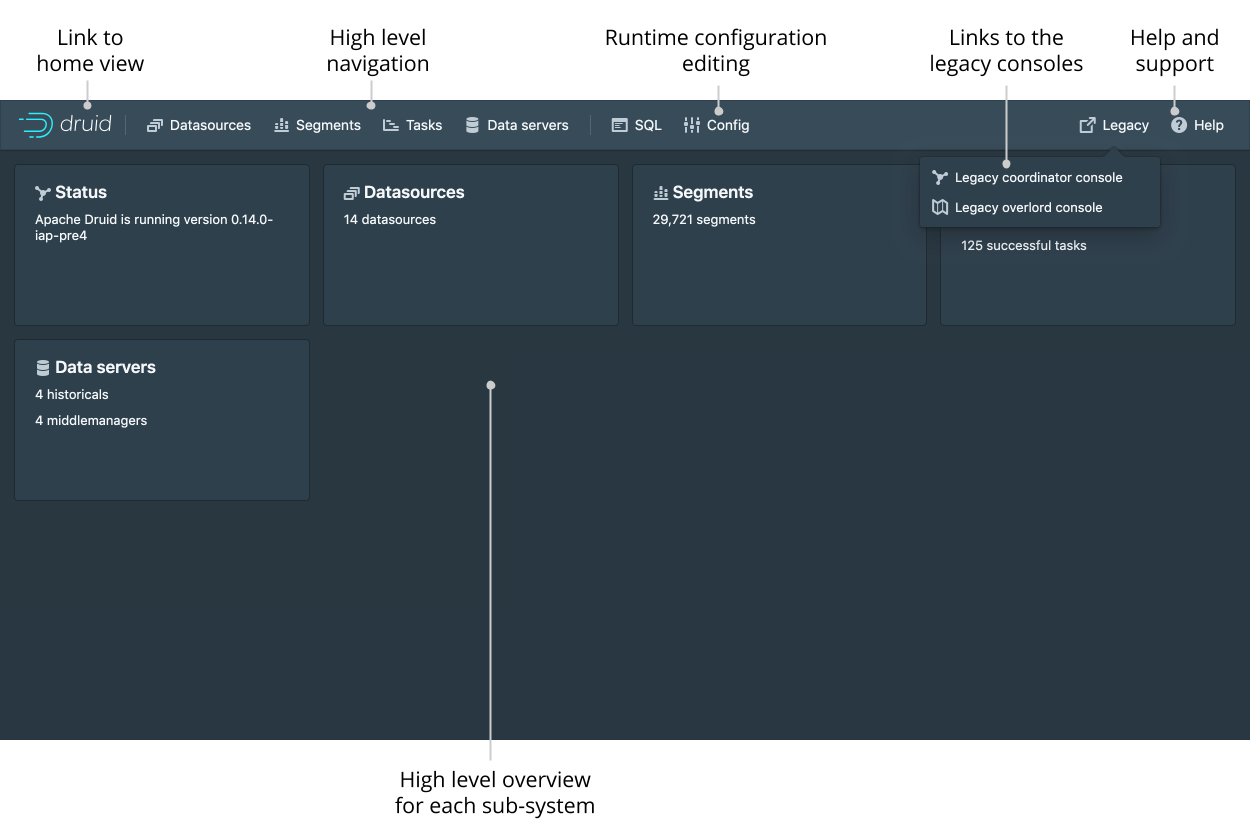 Link to
home view
High level
navigation
Runtime configuration
editing
Links to the
legacy consoles
Help and
support
druid
Datasources
Segments
Tasks
Data servers
SQL
Config
Legacy
Help
Legacy coordinator console
Legacy overlord console
Status
Apache Druid is running version 0.14.0-
iap-pre4
Datasources
14 datasources
Segments
29,721 segments
125 successful tasks
Data servers
4 historicals
4 middlemanagers
High level overview
for each sub-system